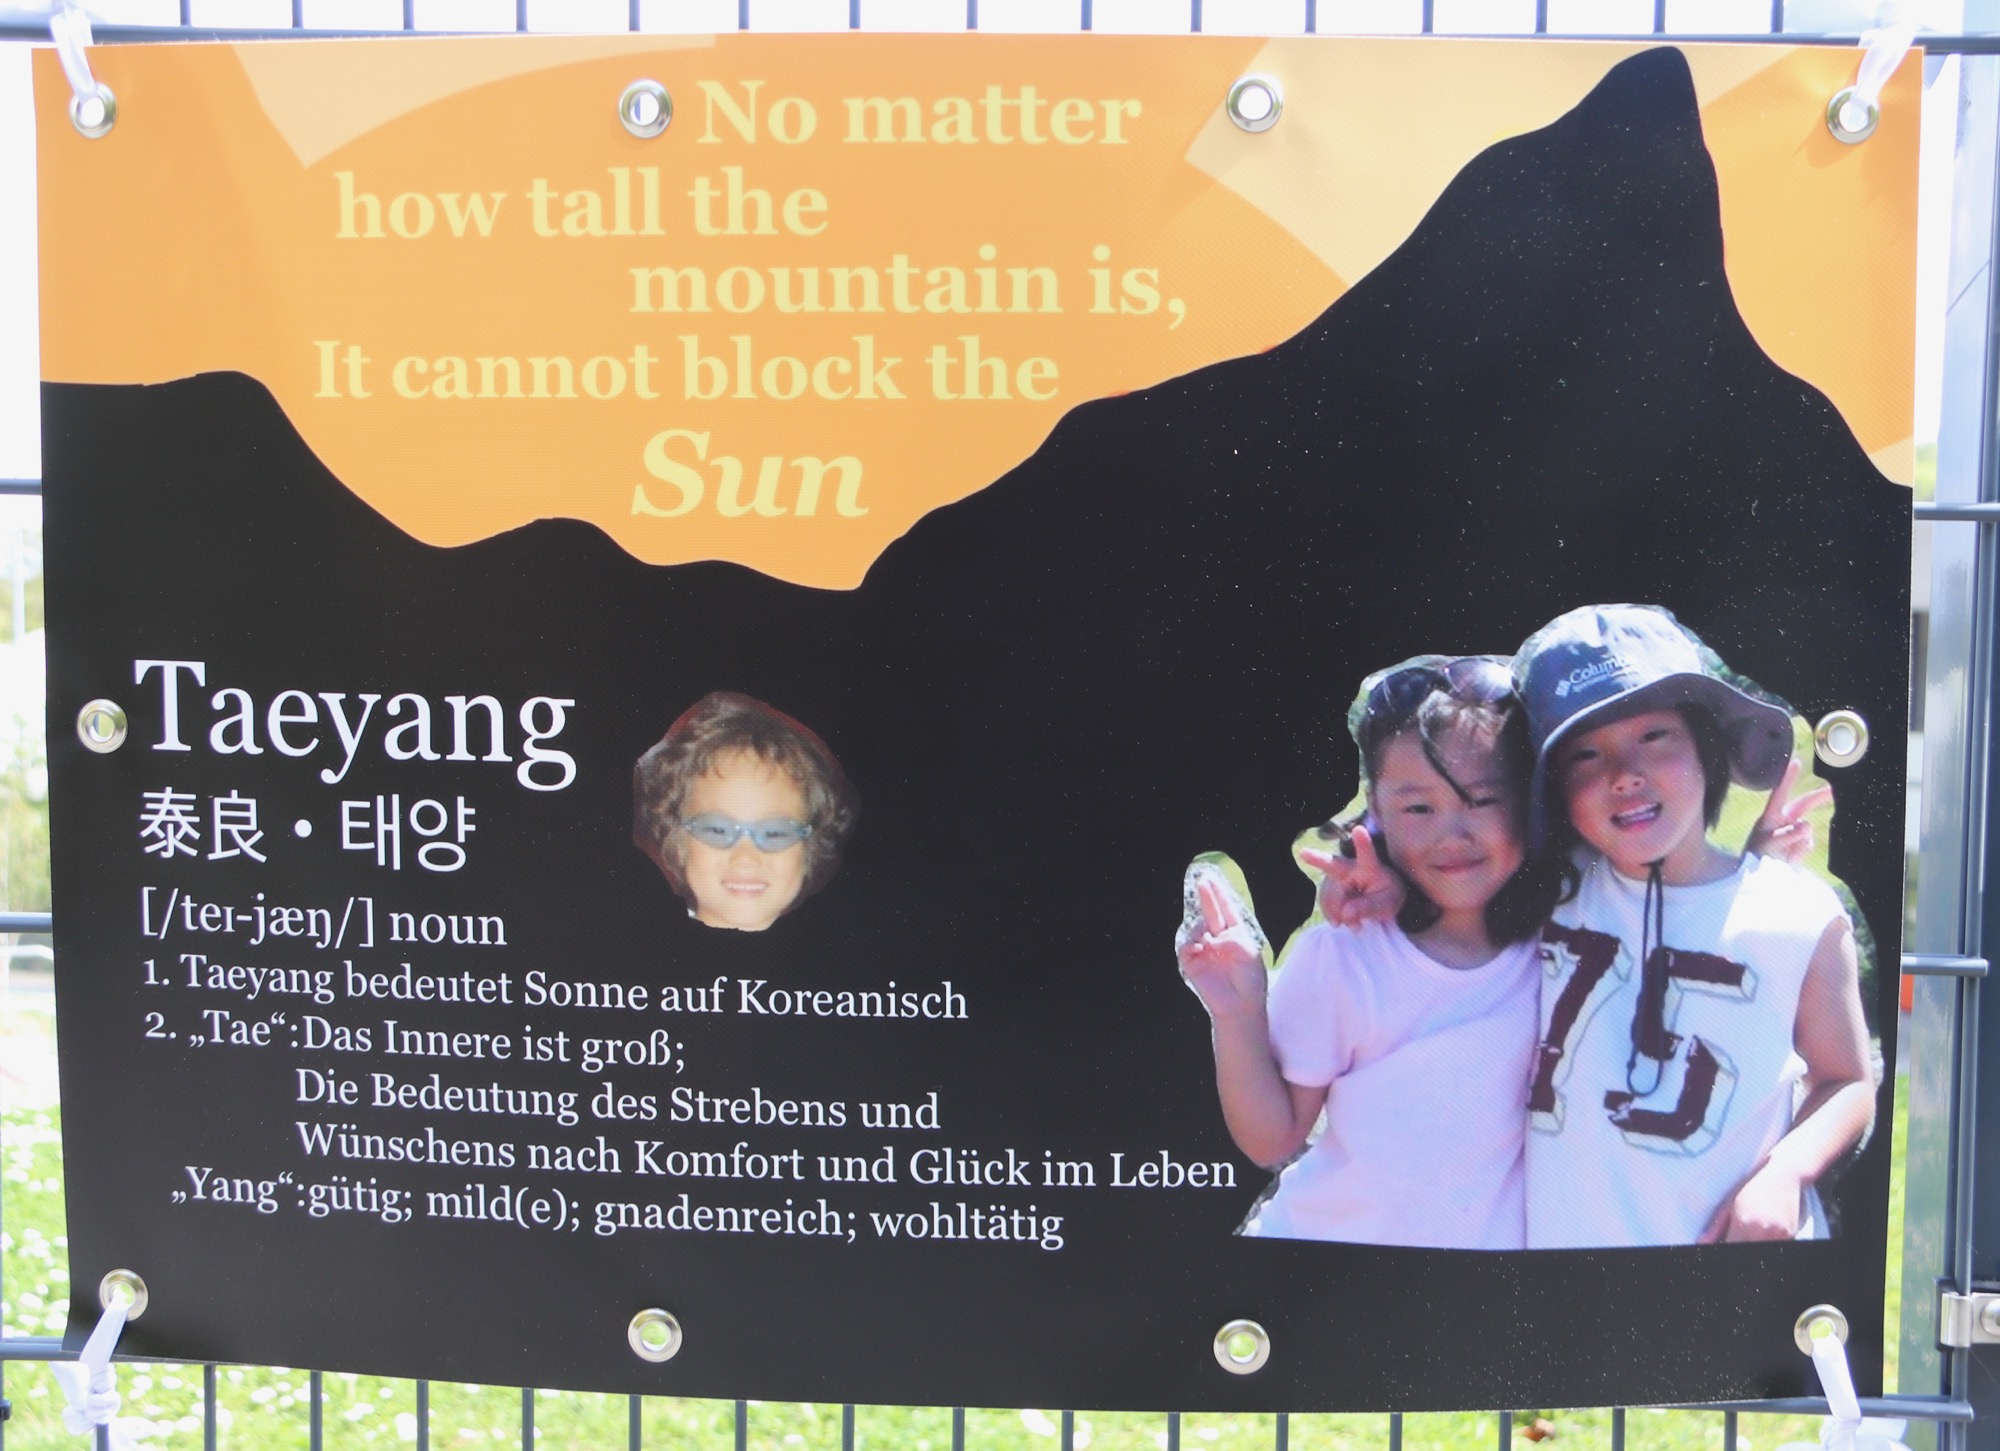 No matter
how tall the
mountain is,
It cannot block the
Sun
Taeyang
泰良・태양
[/teɪ-jæŋ/] noun
1. Taeyang bedeutet Sonne auf Koreanisch
2. „Tae“:Das Innere ist groß;
Die Bedeutung des Strebens und
Wünschens nach Komfort und Glück im Leben
„Yang“:gütig; mild(e); gnadenreich; wohltätig
75